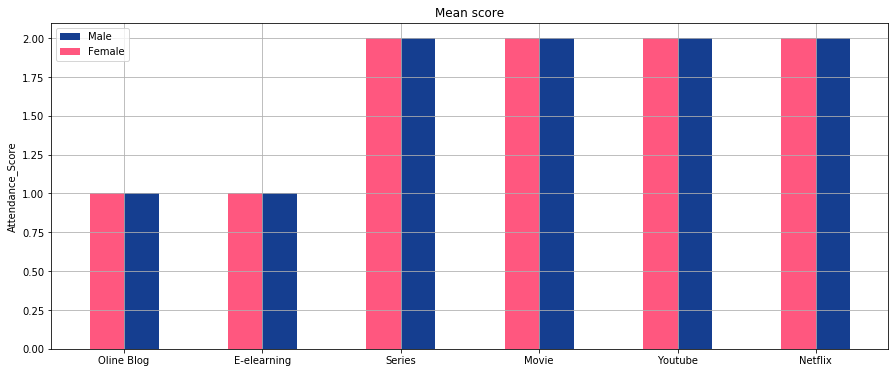 Mean score
Male
Female
Attendance_Score
2.00
1.75
1.50
1.25
1.00
0.75
0.50
0.25
0.00
Oline Blog
E-elearning
Series
Movie
Youtube
Netflix